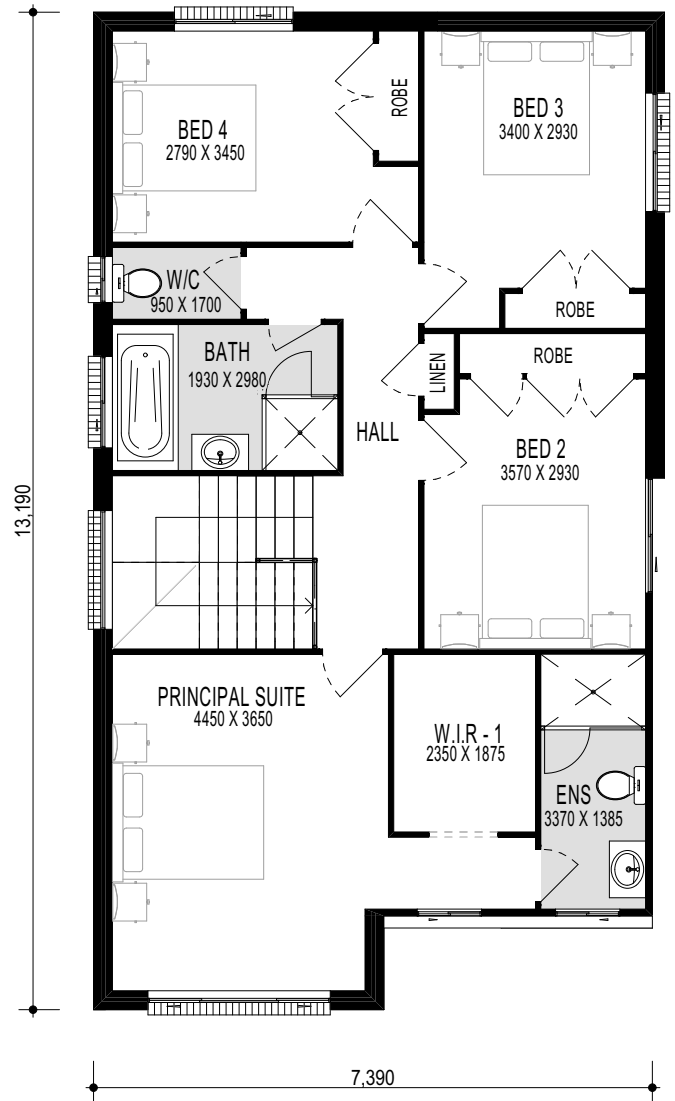 BED 4
2790 X 3450
ROBE
BED 3
3400 X 2930
W/C
950 X 1700
ROBE
BATH
1930 X 2980
LINEN
ROBE
HALL
BED 2
3570 X 2930
13,190
PRINCIPAL SUITE
4450 X 3650
W.I.R - 1
2350 X 1875
ENS
3370 X 1385
7,390